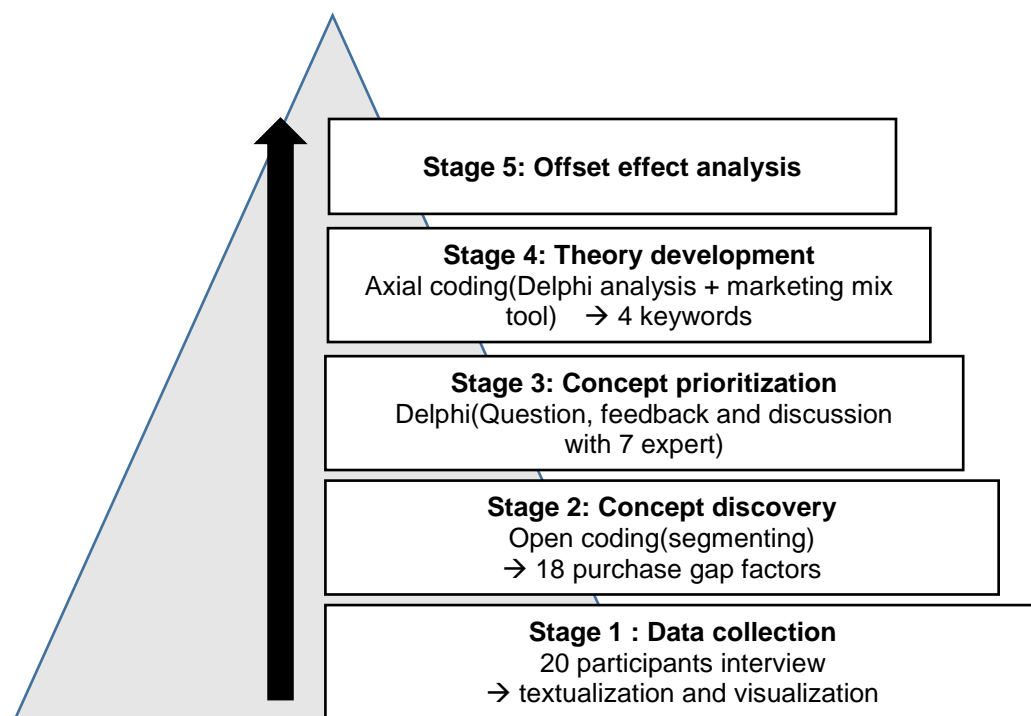 Stage 5: Offset effect analysis
Stage 4: Theory development
Axial coding(Delphi analysis + marketing mix
tool) → 4 keywords
Stage 3: Concept prioritization
Delphi(Question, feedback and discussion
with 7 expert)
Stage 2: Concept discovery
Open coding(segmenting)
→ 18 purchase gap factors
Stage 1 : Data collection
20 participants interview
→ textualization and visualization